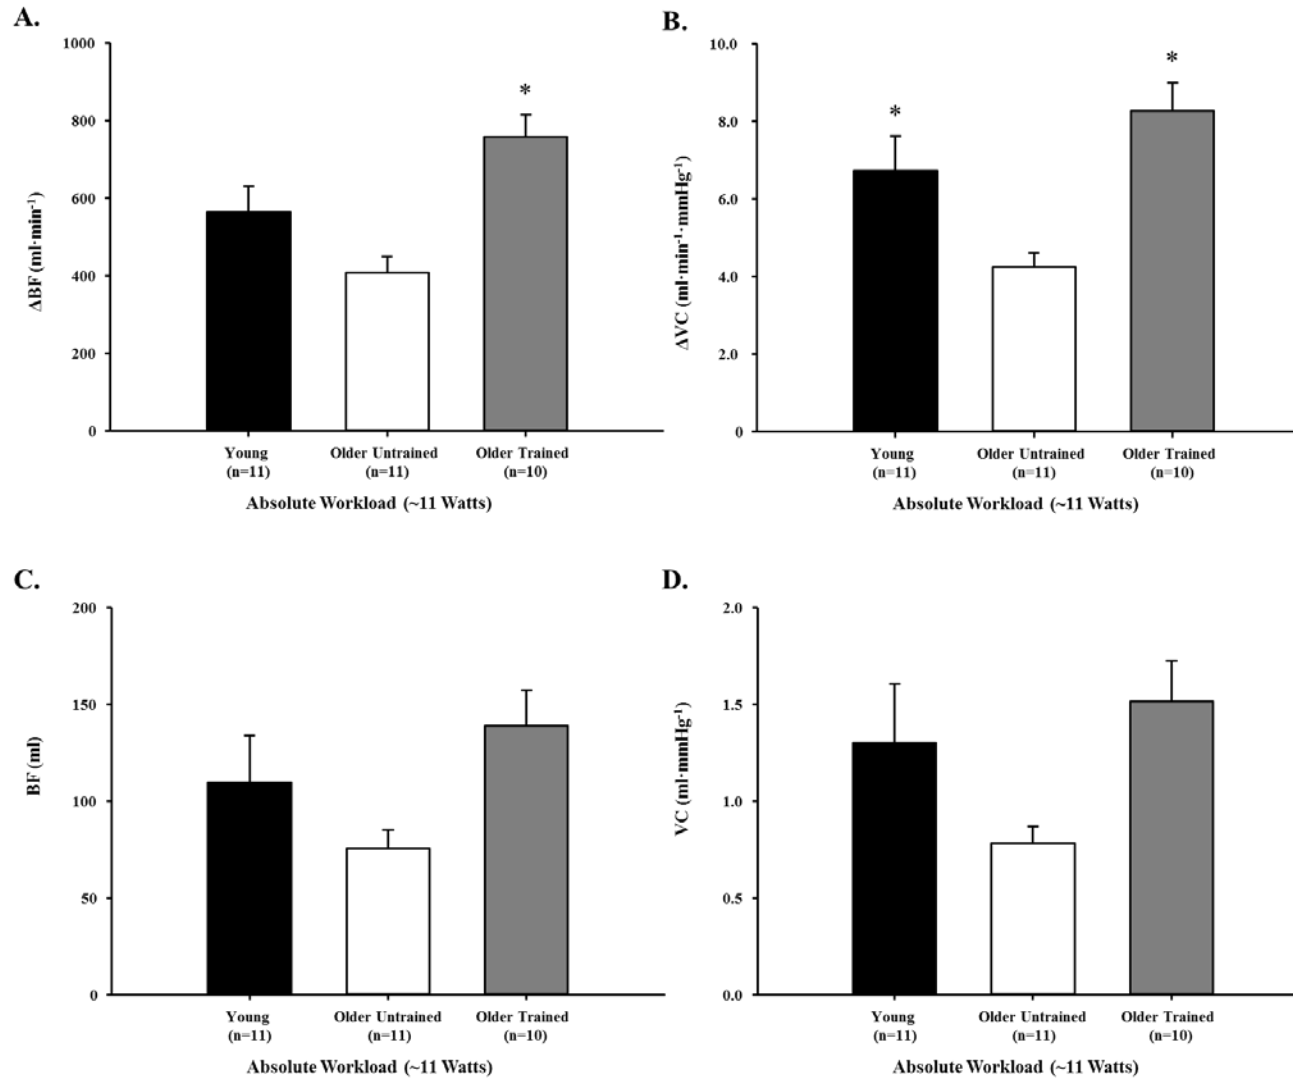 A.
1000
800
600
400
200
0
ΔBF (ml·min⁻¹)
*
Young
(n=11)
Older Untrained
(n=11)
Older Trained
(n=10)
Absolute Workload (~11 Watts)
B.
10.0
8.0
6.0
4.0
2.0
0
ΔVC (ml·min⁻¹·mmHg⁻¹)
*
*
Young
(n=11)
Older Untrained
(n=11)
Older Trained
(n=10)
Absolute Workload (~11 Watts)
C.
200
150
100
50
0
BF (ml)
Young
(n=11)
Older Untrained
(n=11)
Older Trained
(n=10)
Absolute Workload (~11 Watts)
D.
2.0
1.5
1.0
0.5
0.0
VC (ml·mmHg⁻¹)
Young
(n=11)
Older Untrained
(n=11)
Older Trained
(n=10)
Absolute Workload (~11 Watts)